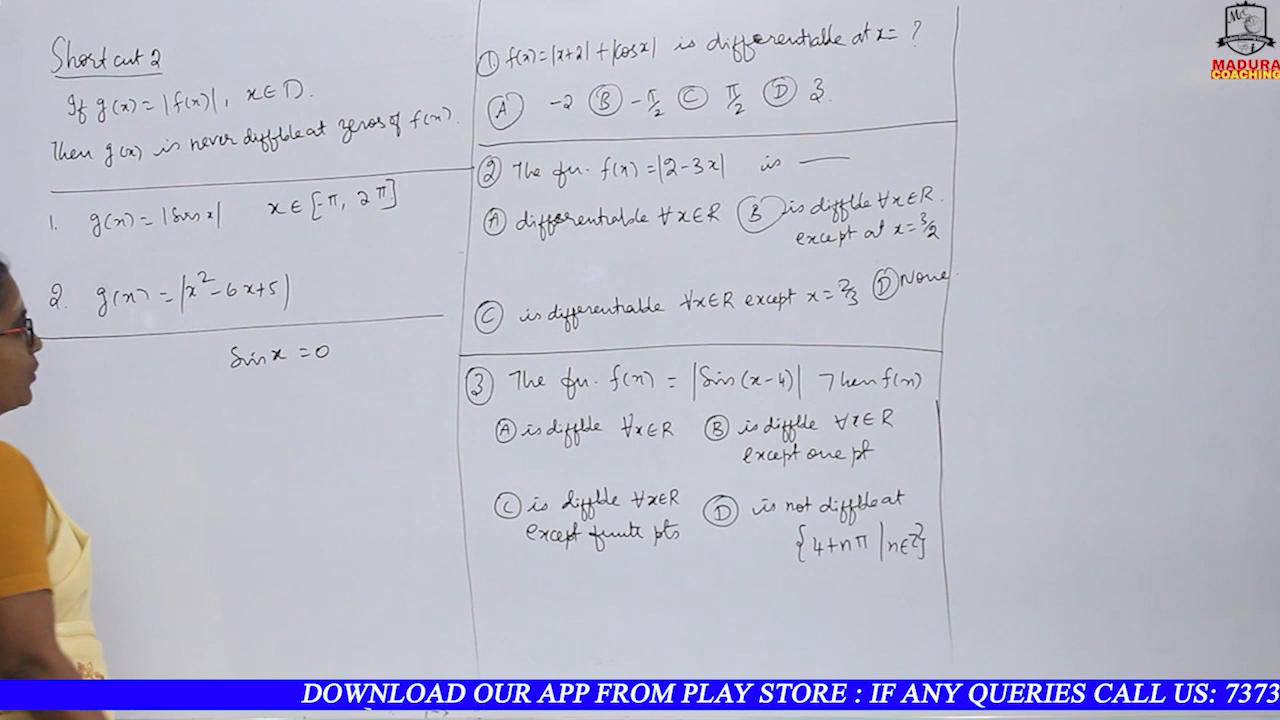 Shortcut 2
If g(x) = |f(x)|, x∈D.
Then g(x) is never diffble at zeros of f(x).
1. g(x) = |Sin x| x∈[-π, 2π]
2. g(x) = |x²-6x+5|
Sin x = 0
① f(x) = |x+2| + |cos x| is differentiable at x = ?
Ⓐ -2 Ⓑ -π/2 Ⓒ π/2 Ⓓ 3.
② The fn. f(x) = |2-3x| is —
Ⓐ differentiable ∀x∈R Ⓑ is diffble ∀x∈R.
except at x = 3/2
Ⓒ is differentiable ∀x∈R except x = 2/3 Ⓓ None.
③ The fn. f(x) = |Sin(x-4)| Then f(x)
Ⓐ is diffble ∀x∈R Ⓑ is diffble ∀x∈R
except one pt
Ⓒ is diffble ∀x∈R
except finite pts
Ⓓ is not diffble at
{4+nπ | n∈Z}
MADURA
COACHING
DOWNLOAD OUR APP FROM PLAY STORE : IF ANY QUERIES CALL US: 7373